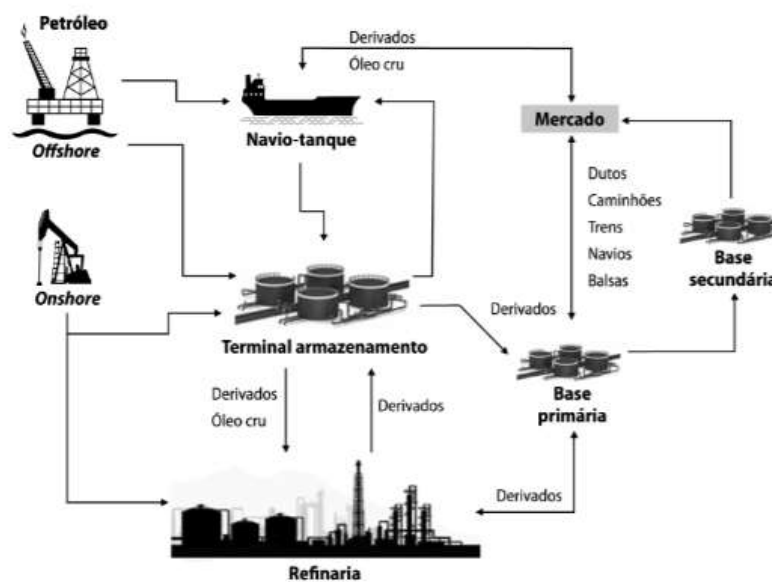 Petróleo
Offshore
Onshore
Derivados
Óleo cru
Navio-tanque
Mercado
Dutos
Caminhões
Trens
Navios
Balsas
Base
secundária
Terminal armazenamento
Derivados
Base
primária
Derivados
Óleo cru
Derivados
Derivados
Refinaria